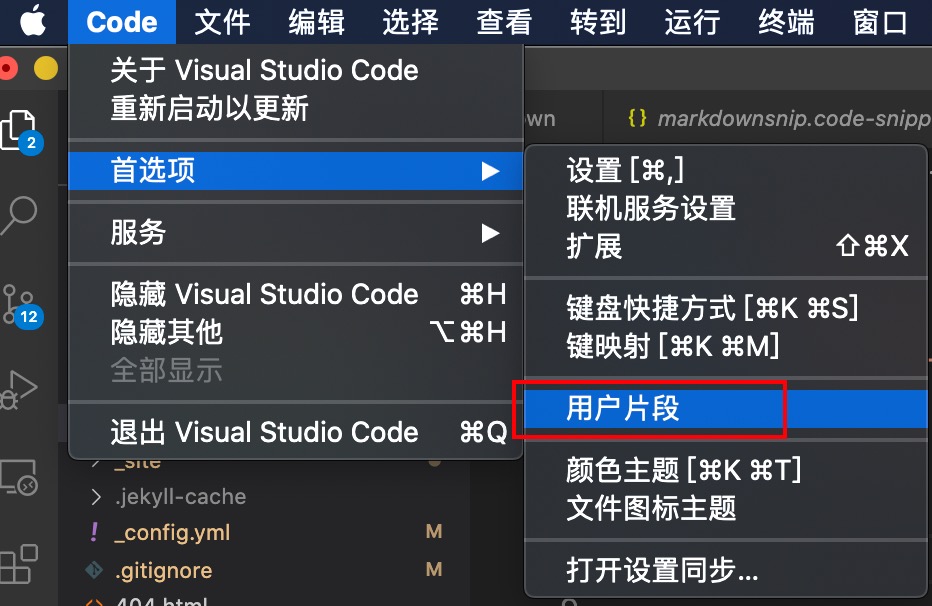 Code 文件 编辑 选择 查看 转到 运行 终端 窗口
关于 Visual Studio Code
重新启动以更新
首选项
服务
隐藏 Visual Studio Code ⌘H
隐藏其他 ⌥⌘H
全部显示
退出 Visual Studio Code ⌘Q
wn
{} markdownsnip.code-snipp
设置 [⌘,]
联机服务设置
扩展 ⇧⌘X
键盘快捷方式 [⌘K ⌘S]
键映射 [⌘K ⌘M]
用户片段
颜色主题 [⌘K ⌘T]
文件图标主题
打开设置同步...
2
12
_site
.jekyll-cache
! _config.yml M
.gitignore M
404.html